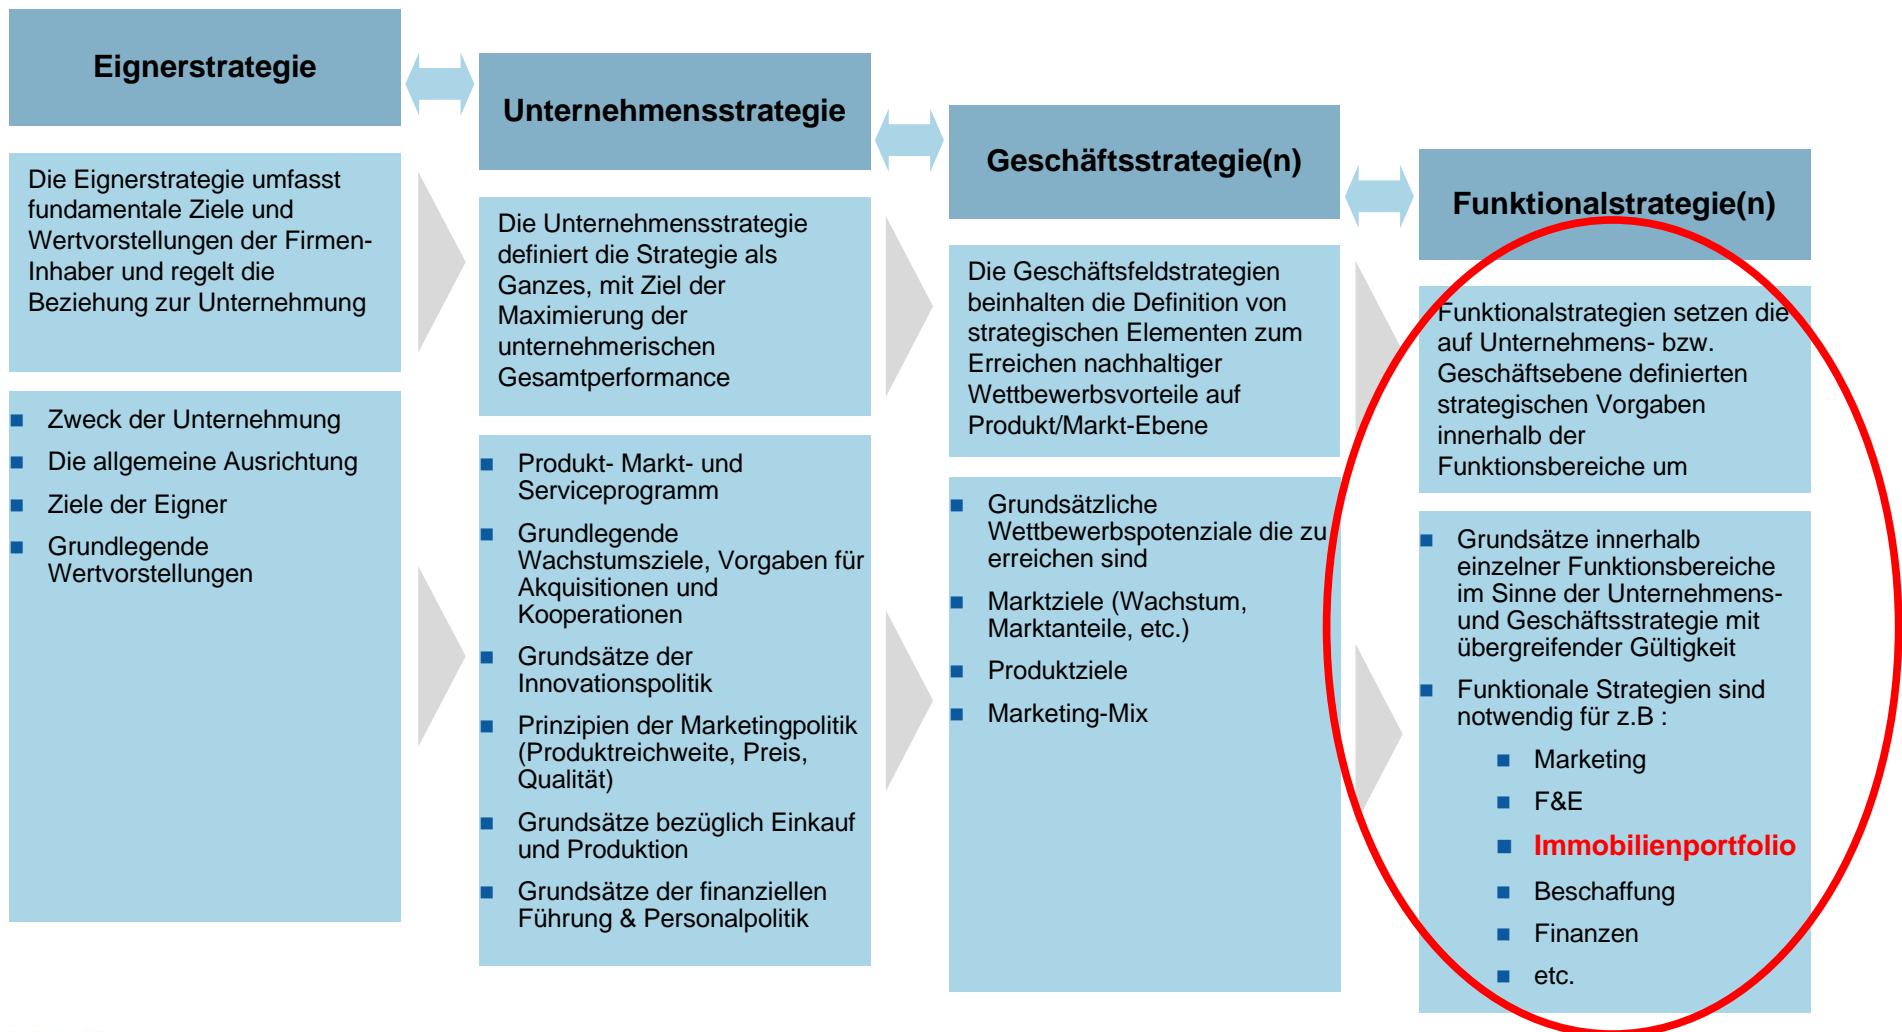 Eignerstrategie
Die Eignerstrategie umfasst
fundamentale Ziele und
Wertvorstellungen der Firmen-
Inhaber und regelt die
Beziehung zur Unternehmung
Zweck der Unternehmung
Die allgemeine Ausrichtung
Ziele der Eigner
Grundlegende
Wertvorstellungen
Unternehmensstrategie
Die Unternehmensstrategie
definiert die Strategie als
Ganzes, mit Ziel der
Maximierung der
unternehmerischen
Gesamtperformance
Produkt- Markt- und
Serviceprogramm
Grundlegende
Wachstumsziele, Vorgaben für
Akquisitionen und
Kooperationen
Grundsätze der
Innovationspolitik
Prinzipien der Marketingpolitik
(Produktreichweite, Preis,
Qualität)
Grundsätze bezüglich Einkauf
und Produktion
Grundsätze der finanziellen
Führung & Personalpolitik
Geschäftsstrategie(n)
Die Geschäftsfeldstrategien
beinhalten die Definition von
strategischen Elementen zum
Erreichen nachhaltiger
Wettbewerbsvorteile auf
Produkt/Markt-Ebene
Grundsätzliche
Wettbewerbspotenziale die zu
erreichen sind
Marktziele (Wachstum,
Marktanteile, etc.)
Produktziele
Marketing-Mix
Funktionalstrategie(n)
Funktionalstrategien setzen die
auf Unternehmens- bzw.
Geschäftsebene definierten
strategischen Vorgaben
innerhalb der
Funktionsbereiche um
Grundsätze innerhalb
einzelner Funktionsbereiche
im Sinne der Unternehmens-
und Geschäftsstrategie mit
übergreifender Gültigkeit
Funktionale Strategien sind
notwendig für z.B :
Marketing
F&E
Immobilienportfolio
Beschaffung
Finanzen
etc.